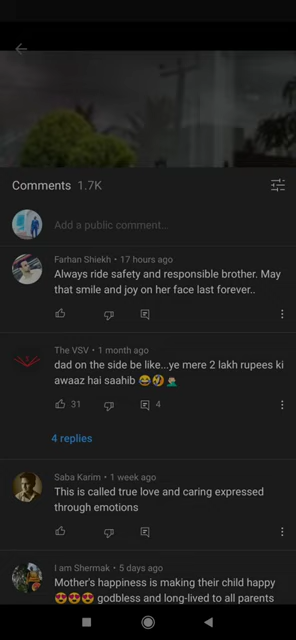 Comments 1.7K
Add a public comment...
Farhan Shiekh • 17 hours ago
Always ride safety and responsible brother. May
that smile and joy on her face last forever..
The VSV • 1 month ago
dad on the side be like...ye mere 2 lakh rupees ki
awaaz hai saahib 😂🤣🤦🏻‍♂️
31
4
4 replies
Saba Karim • 1 week ago
This is called true love and caring expressed
through emotions
I am Shermak • 5 days ago
Mother's happiness is making their child happy
😍😍😍 godbless and long-lived to all parents